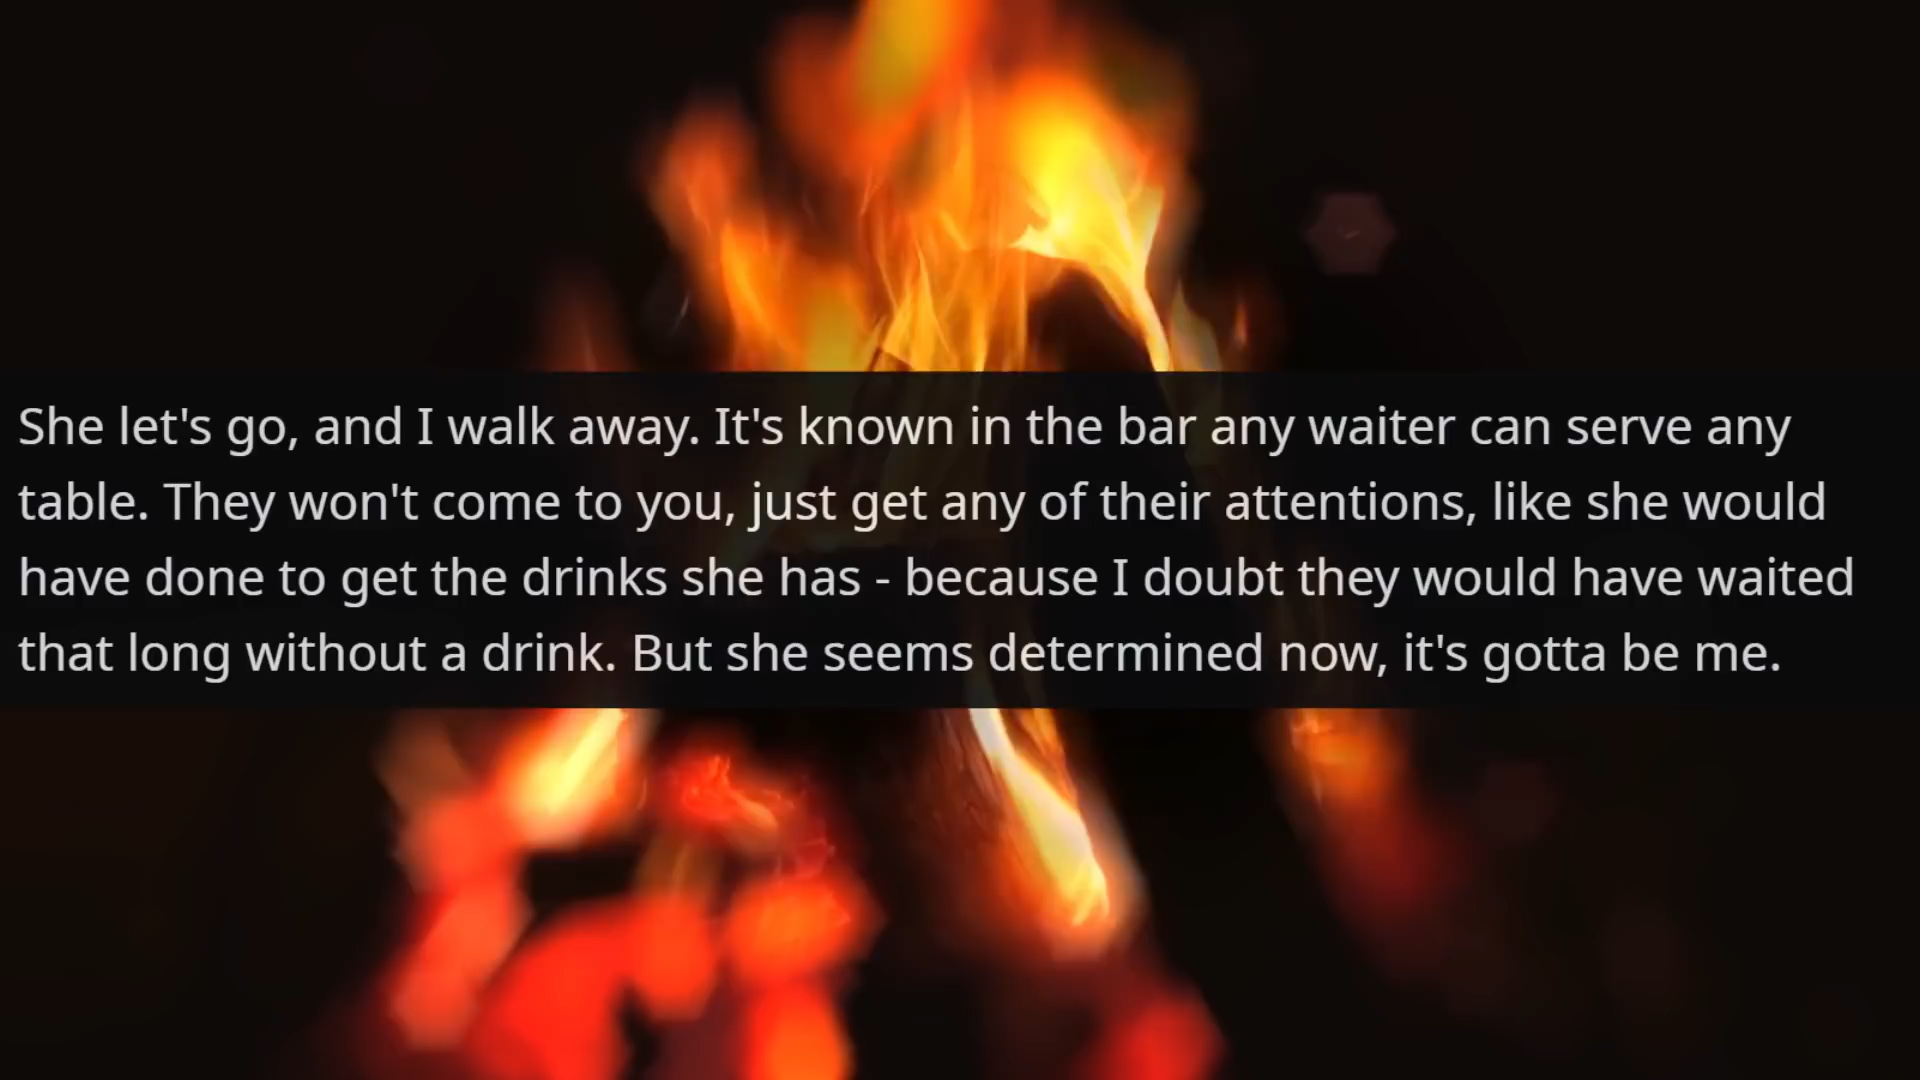 She let's go, and I walk away. It's known in the bar any waiter can serve any
table. They won't come to you, just get any of their attentions, like she would
have done to get the drinks she has - because I doubt they would have waited
that long without a drink. But she seems determined now, it's gotta be me.